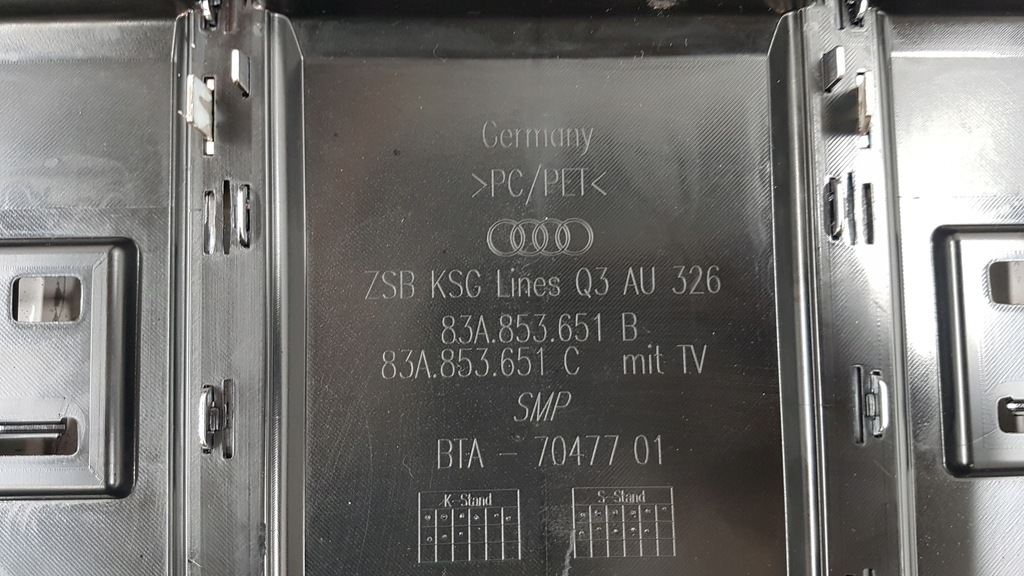 Germany
>PC/PET<
ZSB KSG Lines Q3 AU 326
83A.853.651 B
83A.853.651 C mit TV
SMP
BTA - 70477 01
K-Stand S-Stand